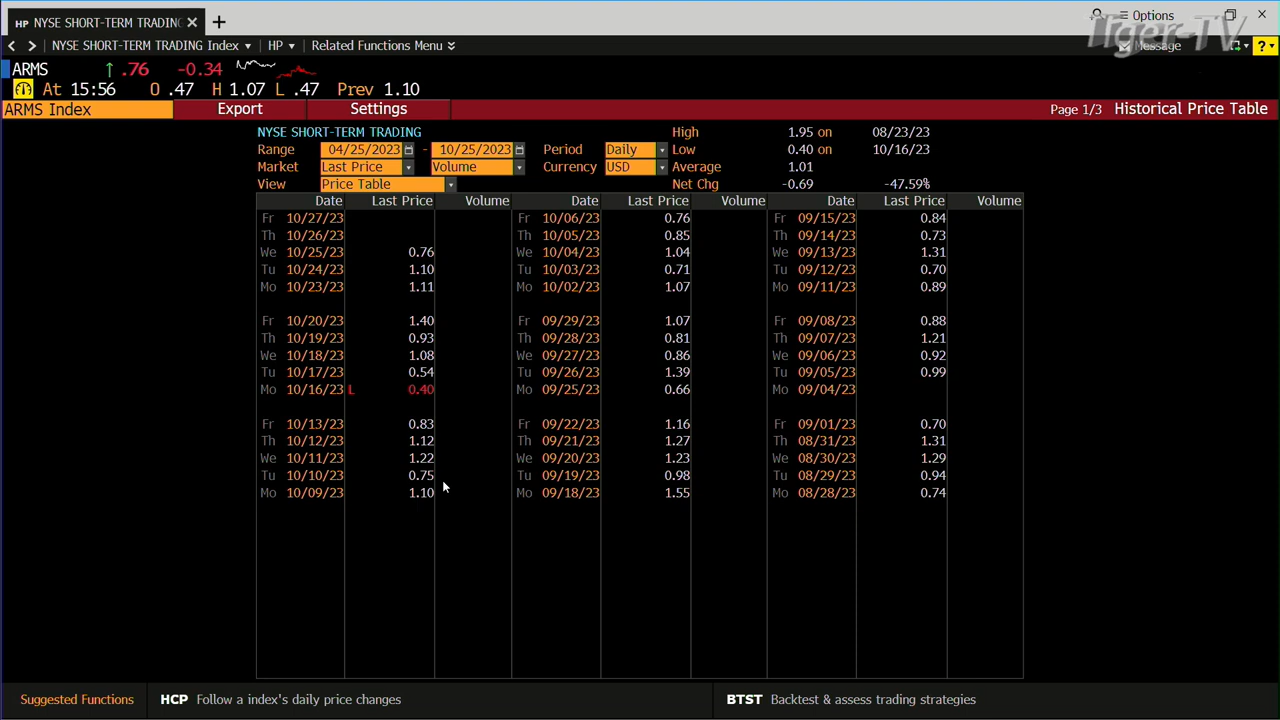 HP NYSE SHORT-TERM TRADING
Options
Tiger-TV
NYSE SHORT-TERM TRADING Index HP Related Functions Menu Message ?
ARMS ↑ .76 -0.34
At 15:56 O .47 H 1.07 L .47 Prev 1.10
ARMS Index Export Settings Page 1/3 Historical Price Table
NYSE SHORT-TERM TRADING High 1.95 on 08/23/23
Range 04/25/2023 - 10/25/2023 Period Daily Low 0.40 on 10/16/23
Market Last Price Volume Currency USD Average 1.01
View Price Table Net Chg -0.69 -47.59%
Date Last Price Volume Date Last Price Volume Date Last Price Volume
Fr 10/27/23 Fr 10/06/23 0.76 Fr 09/15/23 0.84
Th 10/26/23 Th 10/05/23 0.85 Th 09/14/23 0.73
We 10/25/23 0.76 We 10/04/23 1.04 We 09/13/23 1.31
Tu 10/24/23 1.10 Tu 10/03/23 0.71 Tu 09/12/23 0.70
Mo 10/23/23 1.11 Mo 10/02/23 1.07 Mo 09/11/23 0.89
Fr 10/20/23 1.40 Fr 09/29/23 1.07 Fr 09/08/23 0.88
Th 10/19/23 0.93 Th 09/28/23 0.81 Th 09/07/23 1.21
We 10/18/23 1.08 We 09/27/23 0.86 We 09/06/23 0.92
Tu 10/17/23 0.54 Tu 09/26/23 1.39 Tu 09/05/23 0.99
Mo 10/16/23 L 0.40 Mo 09/25/23 0.66 Mo 09/04/23
Fr 10/13/23 0.83 Fr 09/22/23 1.16 Fr 09/01/23 0.70
Th 10/12/23 1.12 Th 09/21/23 1.27 Th 08/31/23 1.31
We 10/11/23 1.22 We 09/20/23 1.23 We 08/30/23 1.29
Tu 10/10/23 0.75 Tu 09/19/23 0.98 Tu 08/29/23 0.94
Mo 10/09/23 1.10 Mo 09/18/23 1.55 Mo 08/28/23 0.74
Suggested Functions HCP Follow a index's daily price changes BTST Backtest & assess trading strategies